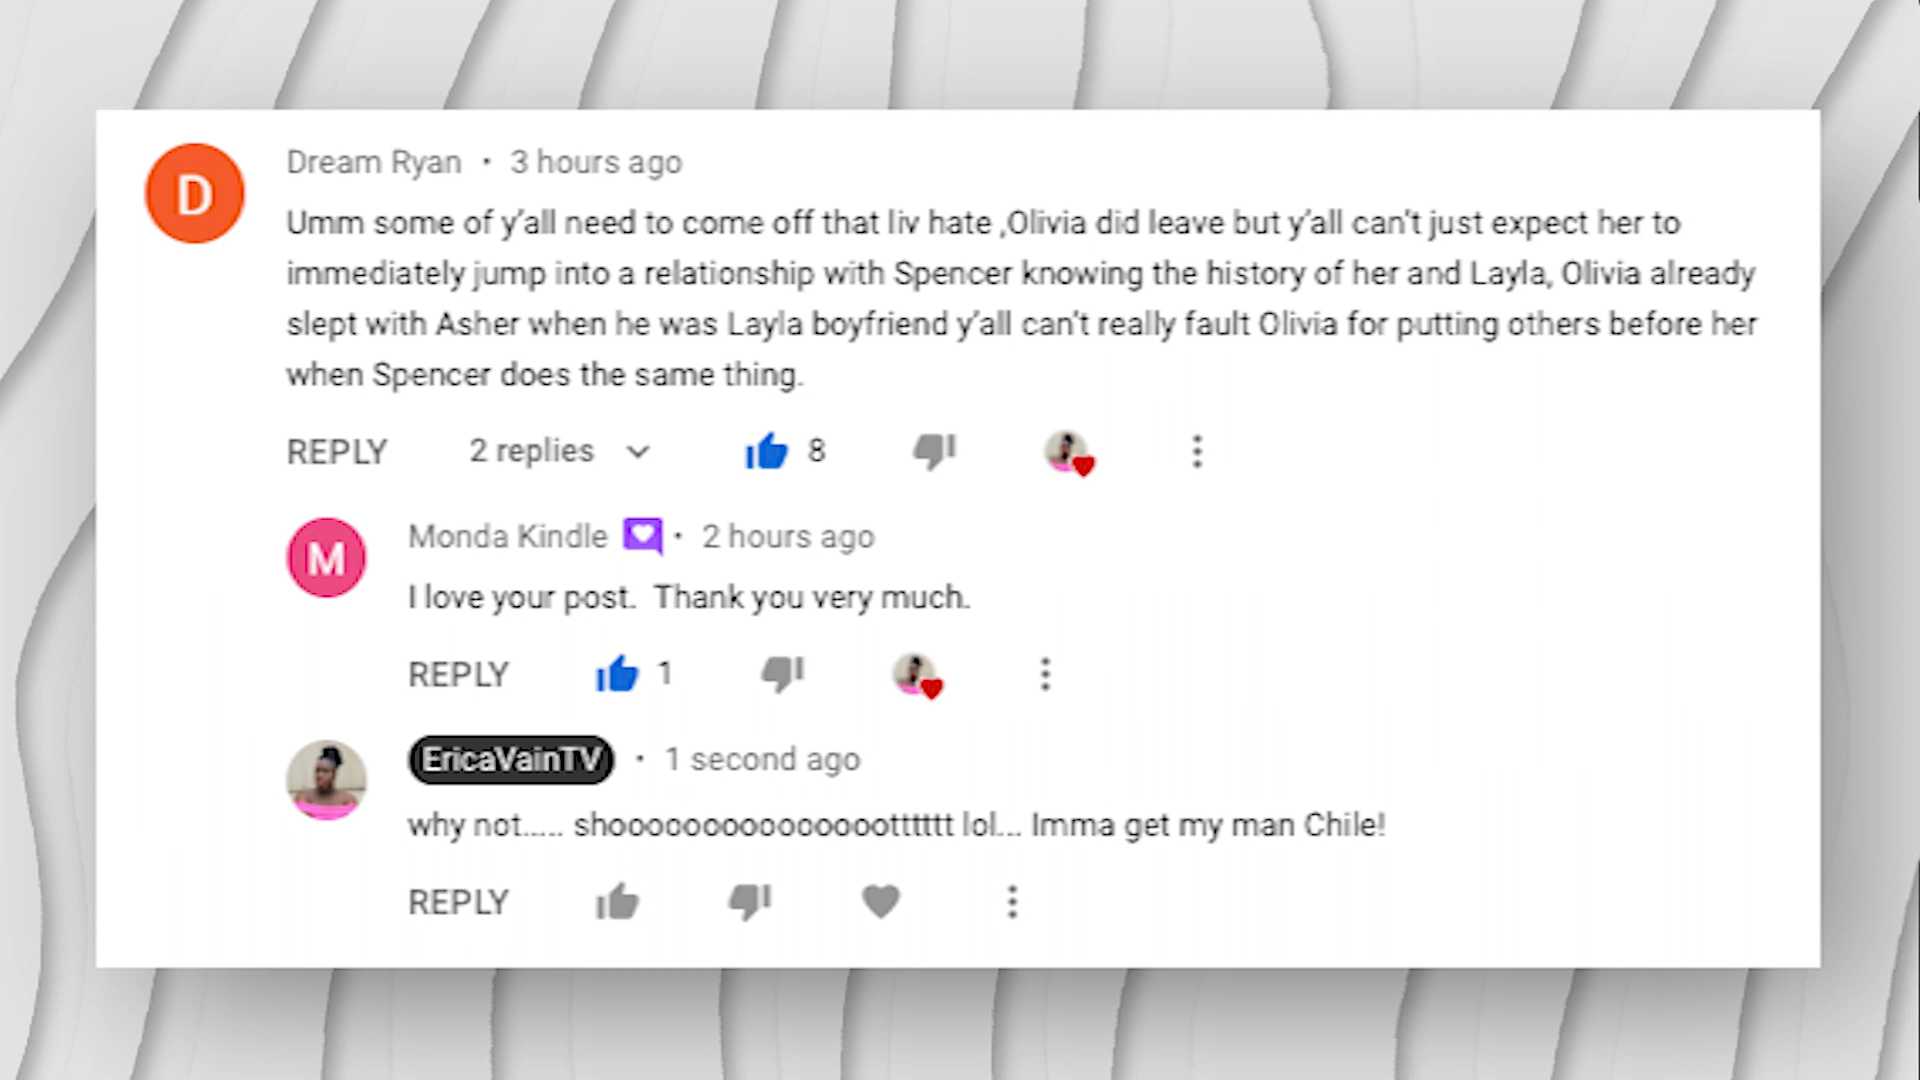 D
Dream Ryan • 3 hours ago
Umm some of y'all need to come off that liv hate ,Olivia did leave but y'all can't just expect her to
immediately jump into a relationship with Spencer knowing the history of her and Layla, Olivia already
slept with Asher when he was Layla boyfriend y'all can't really fault Olivia for putting others before her
when Spencer does the same thing.
REPLY 2 replies 8
M
Monda Kindle • 2 hours ago
I love your post.  Thank you very much.
REPLY 1
EricaVainTV • 1 second ago
why not..... shooooooooooooooootttttt lol... Imma get my man Chile!
REPLY